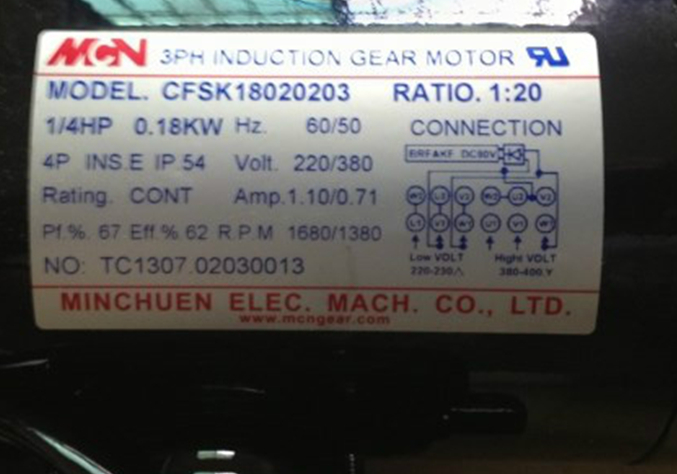 MCN 3PH INDUCTION GEAR MOTOR
MODEL. CFSK18020203 RATIO. 1:20
1/4HP 0.18KW Hz. 60/50 CONNECTION
4P INS.E IP.54 Volt. 220/380 BREAKE DC90V
Rating. CONT Amp.1.10/0.71
Pf.%. 67 Eff.% 62 R.P.M 1680/1380
NO: TC1307.02030013
Low VOLT Hight VOLT
220-230△ 380-400.Y
MINCHUEN ELEC. MACH. CO., LTD.
www.mcngear.com